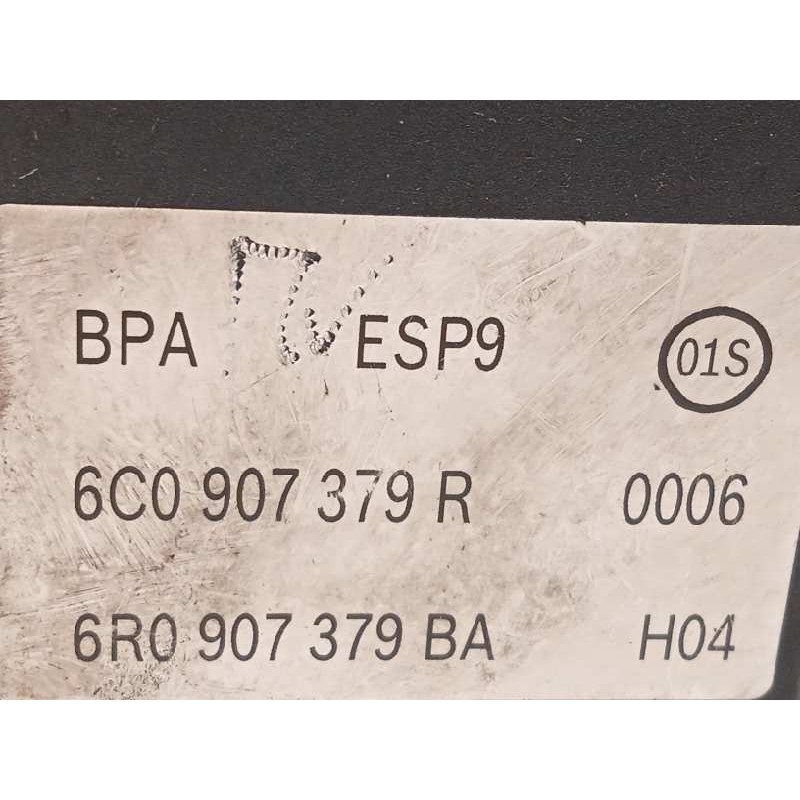 BPA ESP9 01S
6C0 907 379 R 0006
6R0 907 379 BA H04